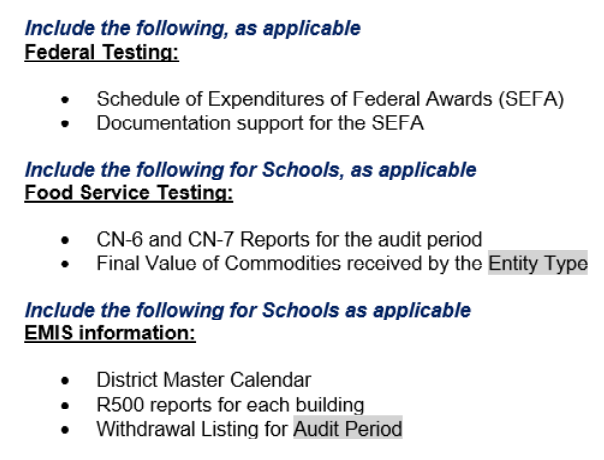 Include the following, as applicable
Federal Testing:
• Schedule of Expenditures of Federal Awards (SEFA)
• Documentation support for the SEFA
Include the following for Schools, as applicable
Food Service Testing:
• CN-6 and CN-7 Reports for the audit period
• Final Value of Commodities received by the Entity Type
Include the following for Schools as applicable
EMIS information:
• District Master Calendar
• R500 reports for each building
• Withdrawal Listing for Audit Period